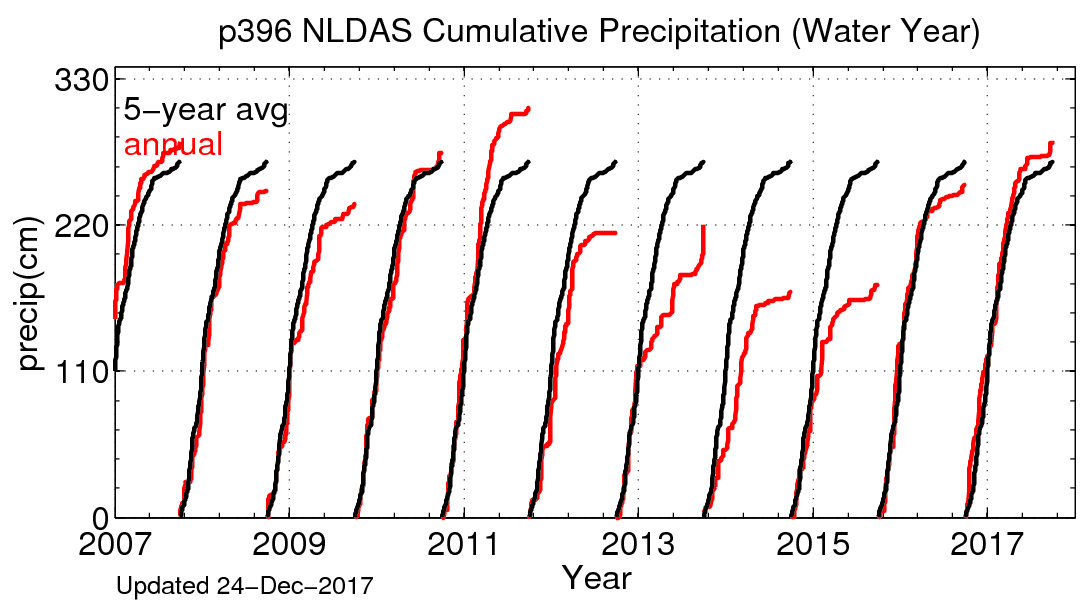 p396 NLDAS Cumulative Precipitation (Water Year)
330
5−year avg
annual
220
precip(cm)
110
0
2007 2009 2011 2013 2015 2017
Year
Updated 24−Dec−2017